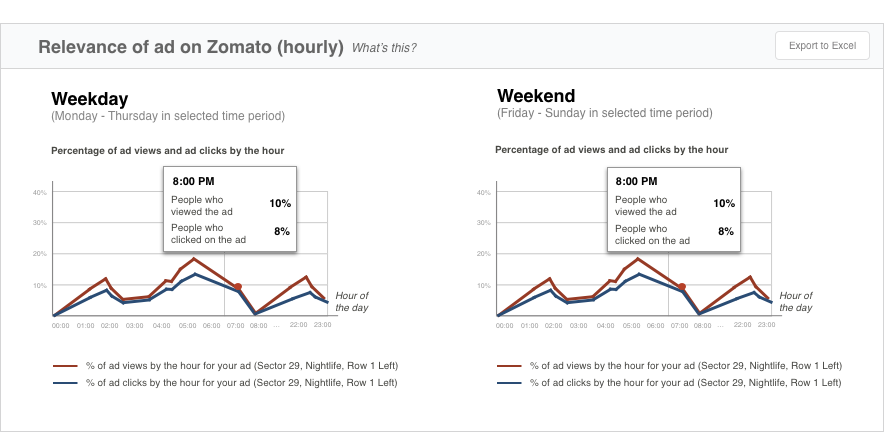 Relevance of ad on Zomato (hourly) What's this?
Export to Excel
Weekday
(Monday - Thursday in selected time period)
Percentage of ad views and ad clicks by the hour
8:00 PM
People who
viewed the ad 10%
People who
clicked on the ad 8%
40%
30%
20%
10%
Hour of
the day
00:00 01:00 02:00 03:00 04:00 05:00 06:00 07:00 08:00 ... 22:00 23:00
% of ad views by the hour for your ad (Sector 29, Nightlife, Row 1 Left)
% of ad clicks by the hour for your ad (Sector 29, Nightlife, Row 1 Left)
Weekend
(Friday - Sunday in selected time period)
Percentage of ad views and ad clicks by the hour
8:00 PM
People who
viewed the ad 10%
People who
clicked on the ad 8%
40%
30%
20%
10%
Hour of
the day
00:00 01:00 02:00 03:00 04:00 05:00 06:00 07:00 08:00 ... 22:00 23:00
% of ad views by the hour for your ad (Sector 29, Nightlife, Row 1 Left)
% of ad clicks by the hour for your ad (Sector 29, Nightlife, Row 1 Left)